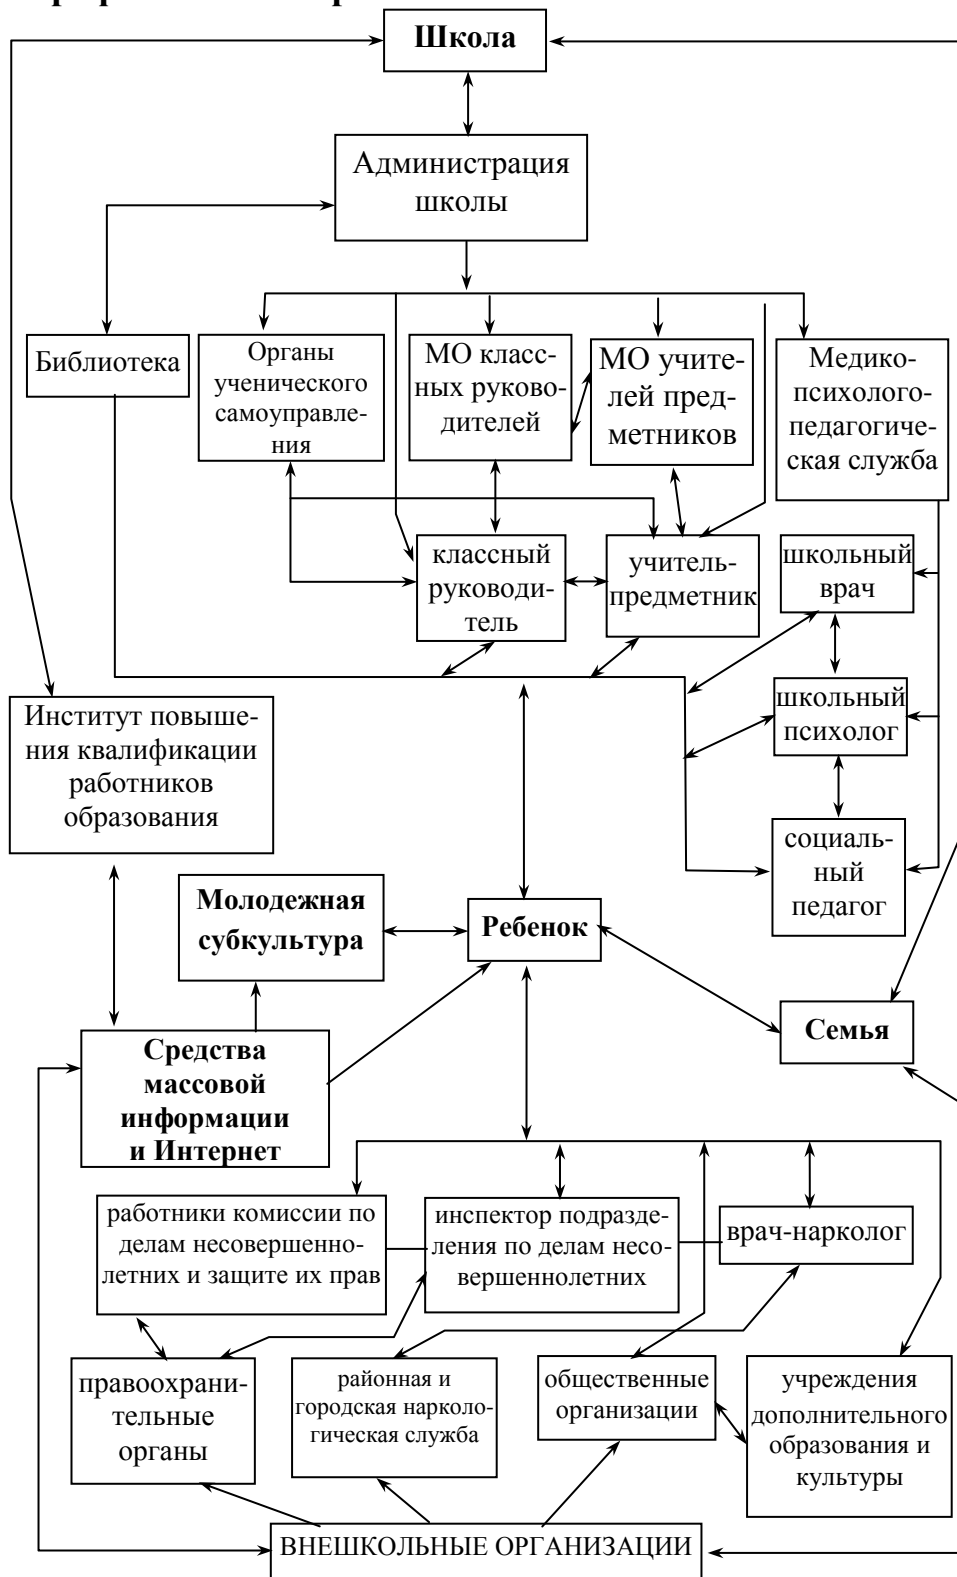 Школа
Администрация
школы
Библиотека
Органы
ученического
самоуправле-
ния
МО класс-
ных руково-
дителей
МО учите-
лей пред-
метников
Медико-
психолого-
педагогиче-
ская служба
классный
руководи-
тель
учитель-
предметник
школьный
врач
школьный
психолог
социаль-
ный
педагог
Институт повыше-
ния квалификации
работников
образования
Молодежная
субкультура
Ребенок
Семья
Средства
массовой
информации
и Интернет
работники комиссии по
делам несовершенно-
летних и защите их прав
инспектор подразде-
ления по делам несо-
вершеннолетних
врач-нарколог
правоохрани-
тельные
органы
районная и
городская нарколо-
гическая служба
общественные
организации
учреждения
дополнительного
образования и
культуры
ВНЕШКОЛЬНЫЕ ОРГАНИЗАЦИИ